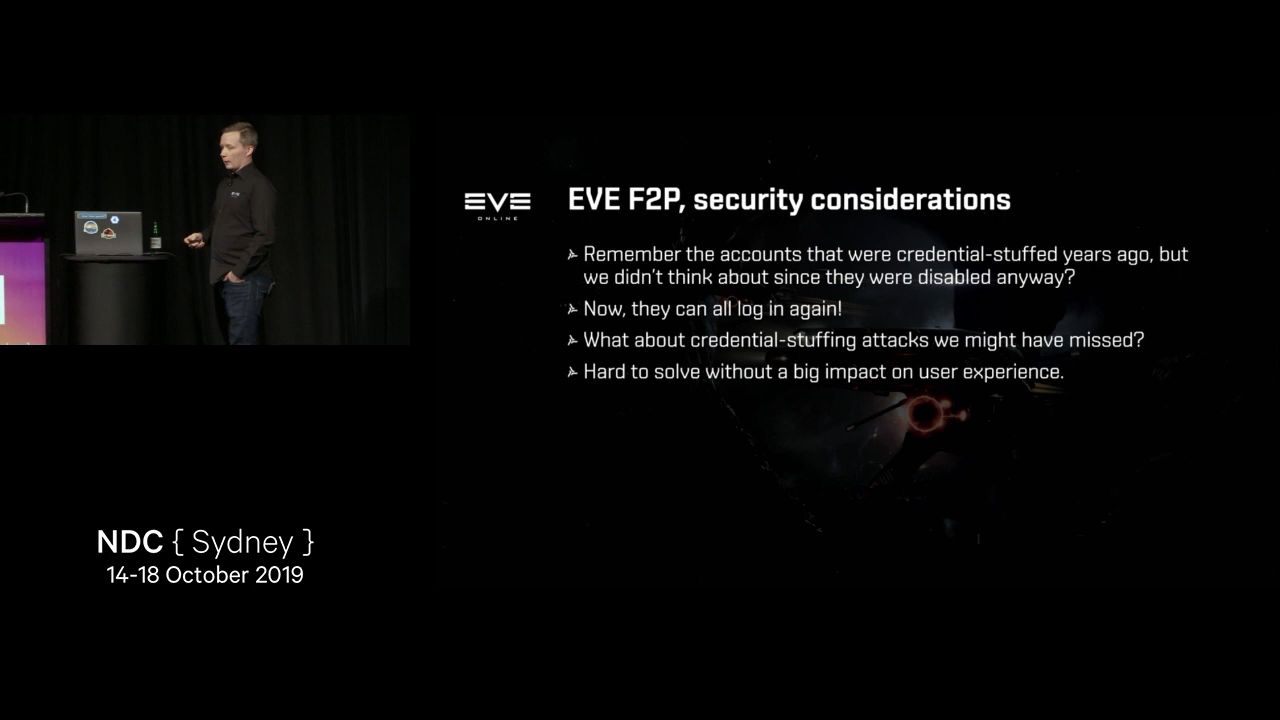 EVE
ONLINE
EVE F2P, security considerations
Remember the accounts that were credential-stuffed years ago, but
we didn't think about since they were disabled anyway?
Now, they can all log in again!
What about credential-stuffing attacks we might have missed?
Hard to solve without a big impact on user experience.
NDC { Sydney }
14-18 October 2019